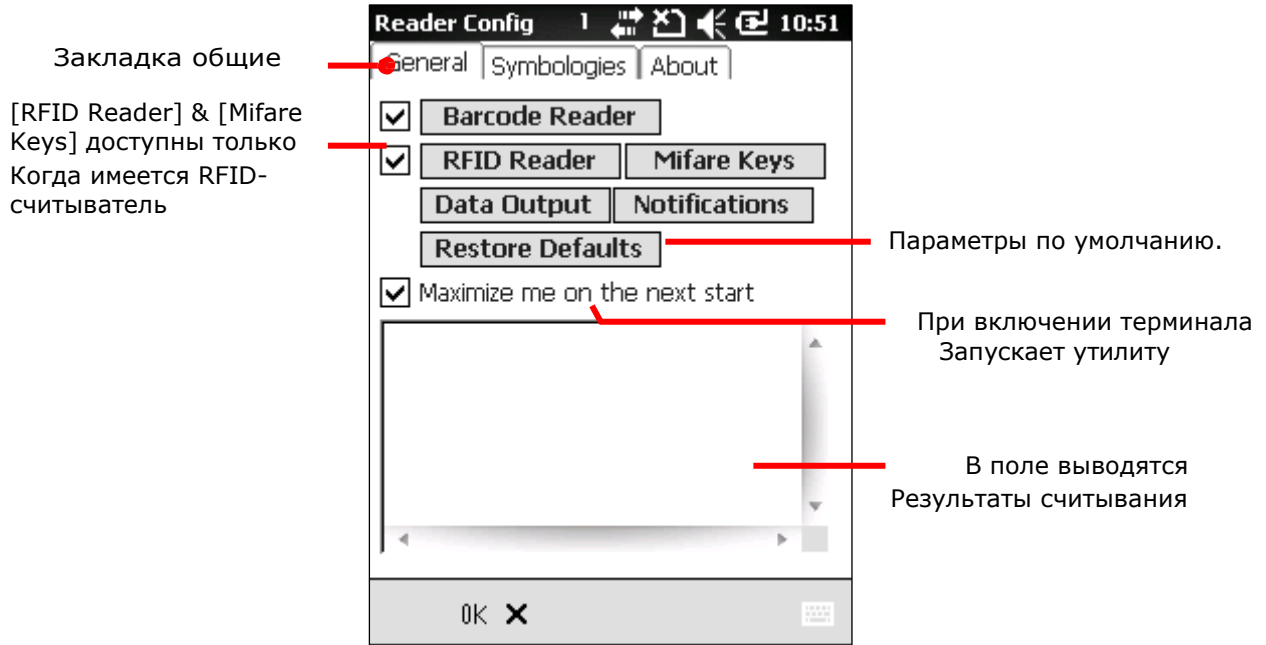 Reader Config 1 10:51
Закладка общие
General Symbologies About
[RFID Reader] & [Mifare
Keys] доступны только
Когда имеется RFID-
считыватель
Barcode Reader
RFID Reader Mifare Keys
Data Output Notifications
Restore Defaults
Параметры по умолчанию.
Maximize me on the next start
При включении терминала
Запускает утилиту
В поле выводятся
Результаты считывания
OK